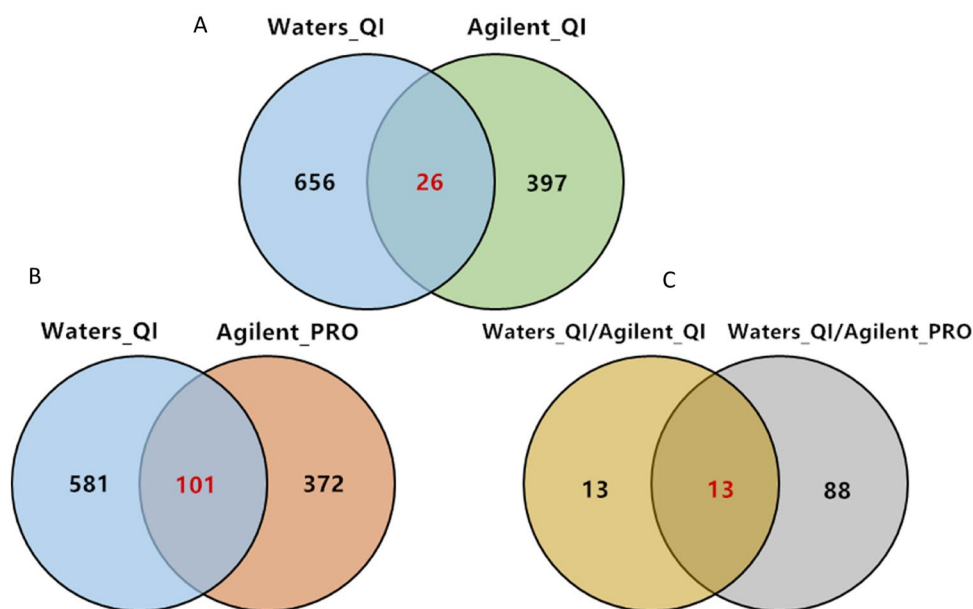 A
Waters_QI Agilent_QI
656 26 397
B
Waters_QI Agilent_PRO
581 101 372
C
Waters_QI/Agilent_QI Waters_QI/Agilent_PRO
13 13 88